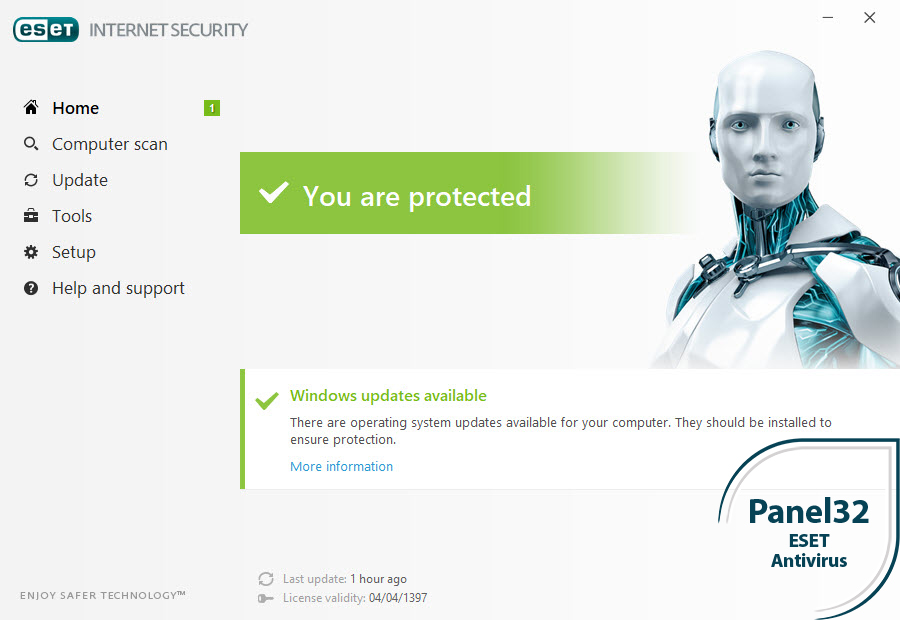 eset INTERNET SECURITY
Home
1
Computer scan
Update
Tools
Setup
Help and support
You are protected
Windows updates available
There are operating system updates available for your computer. They should be installed to
ensure protection.
More information
Panel32
ESET
Antivirus
Last update: 1 hour ago
License validity: 04/04/1397
ENJOY SAFER TECHNOLOGY™